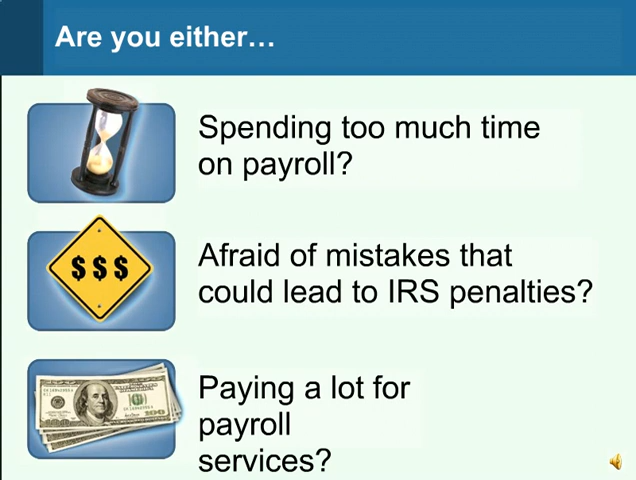 Are you either…
Spending too much time
on payroll?
$ $ $
Afraid of mistakes that
could lead to IRS penalties?
100
Paying a lot for
payroll
services?